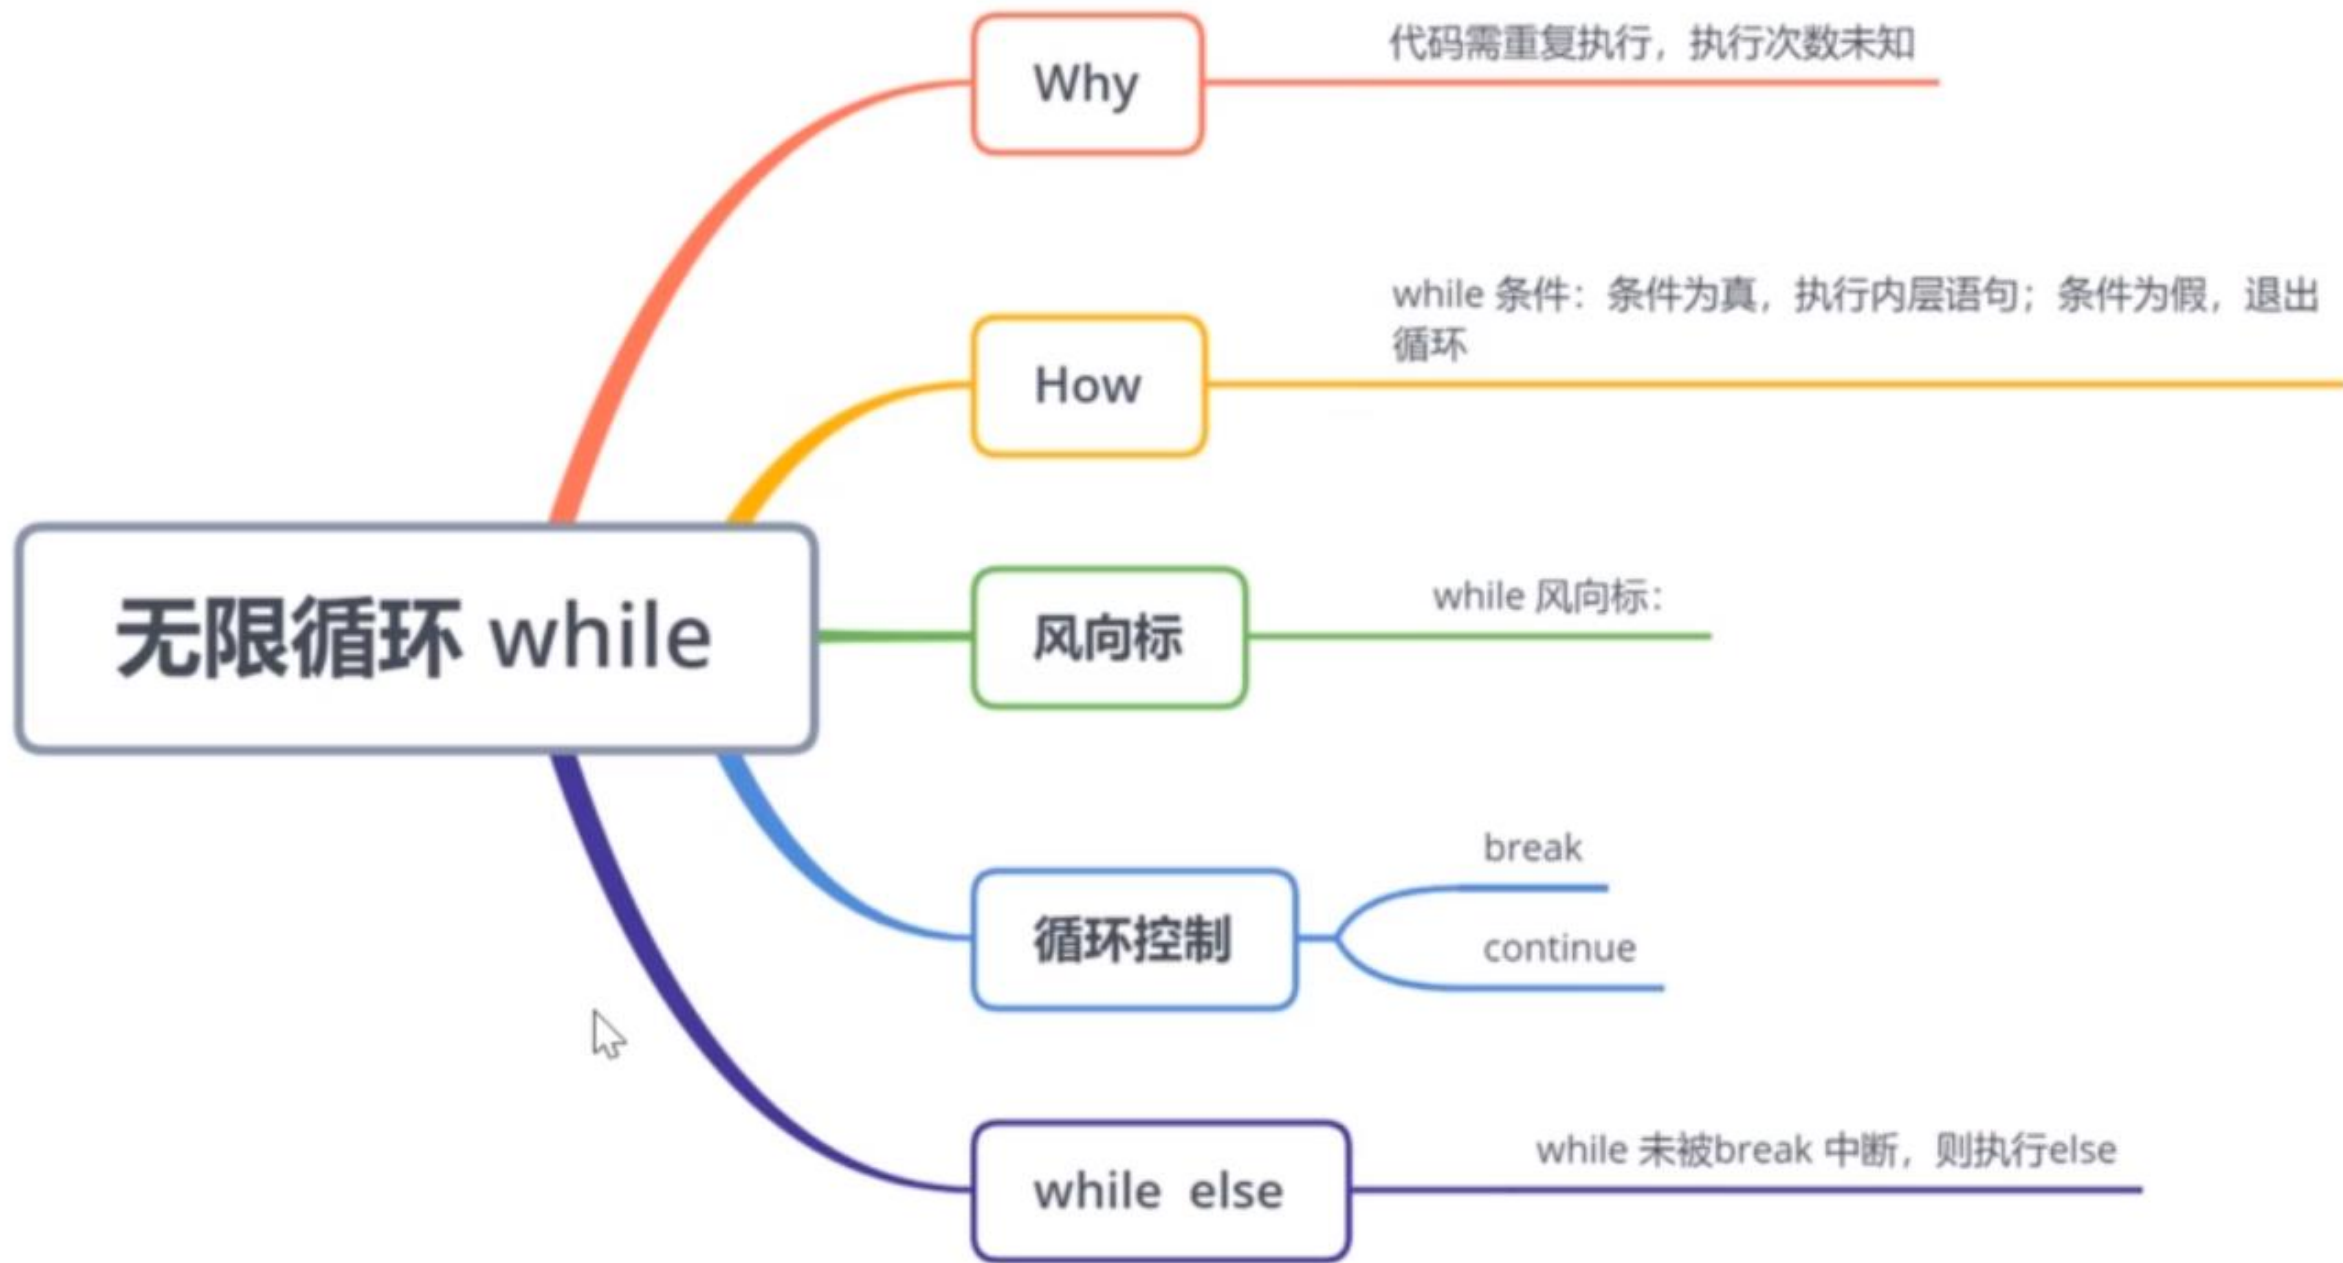 Why
代码需重复执行，执行次数未知
How
while 条件：条件为真，执行内层语句；条件为假，退出
循环
无限循环 while
风向标
while 风向标：
循环控制
break
continue
while else
while 未被break 中断，则执行else